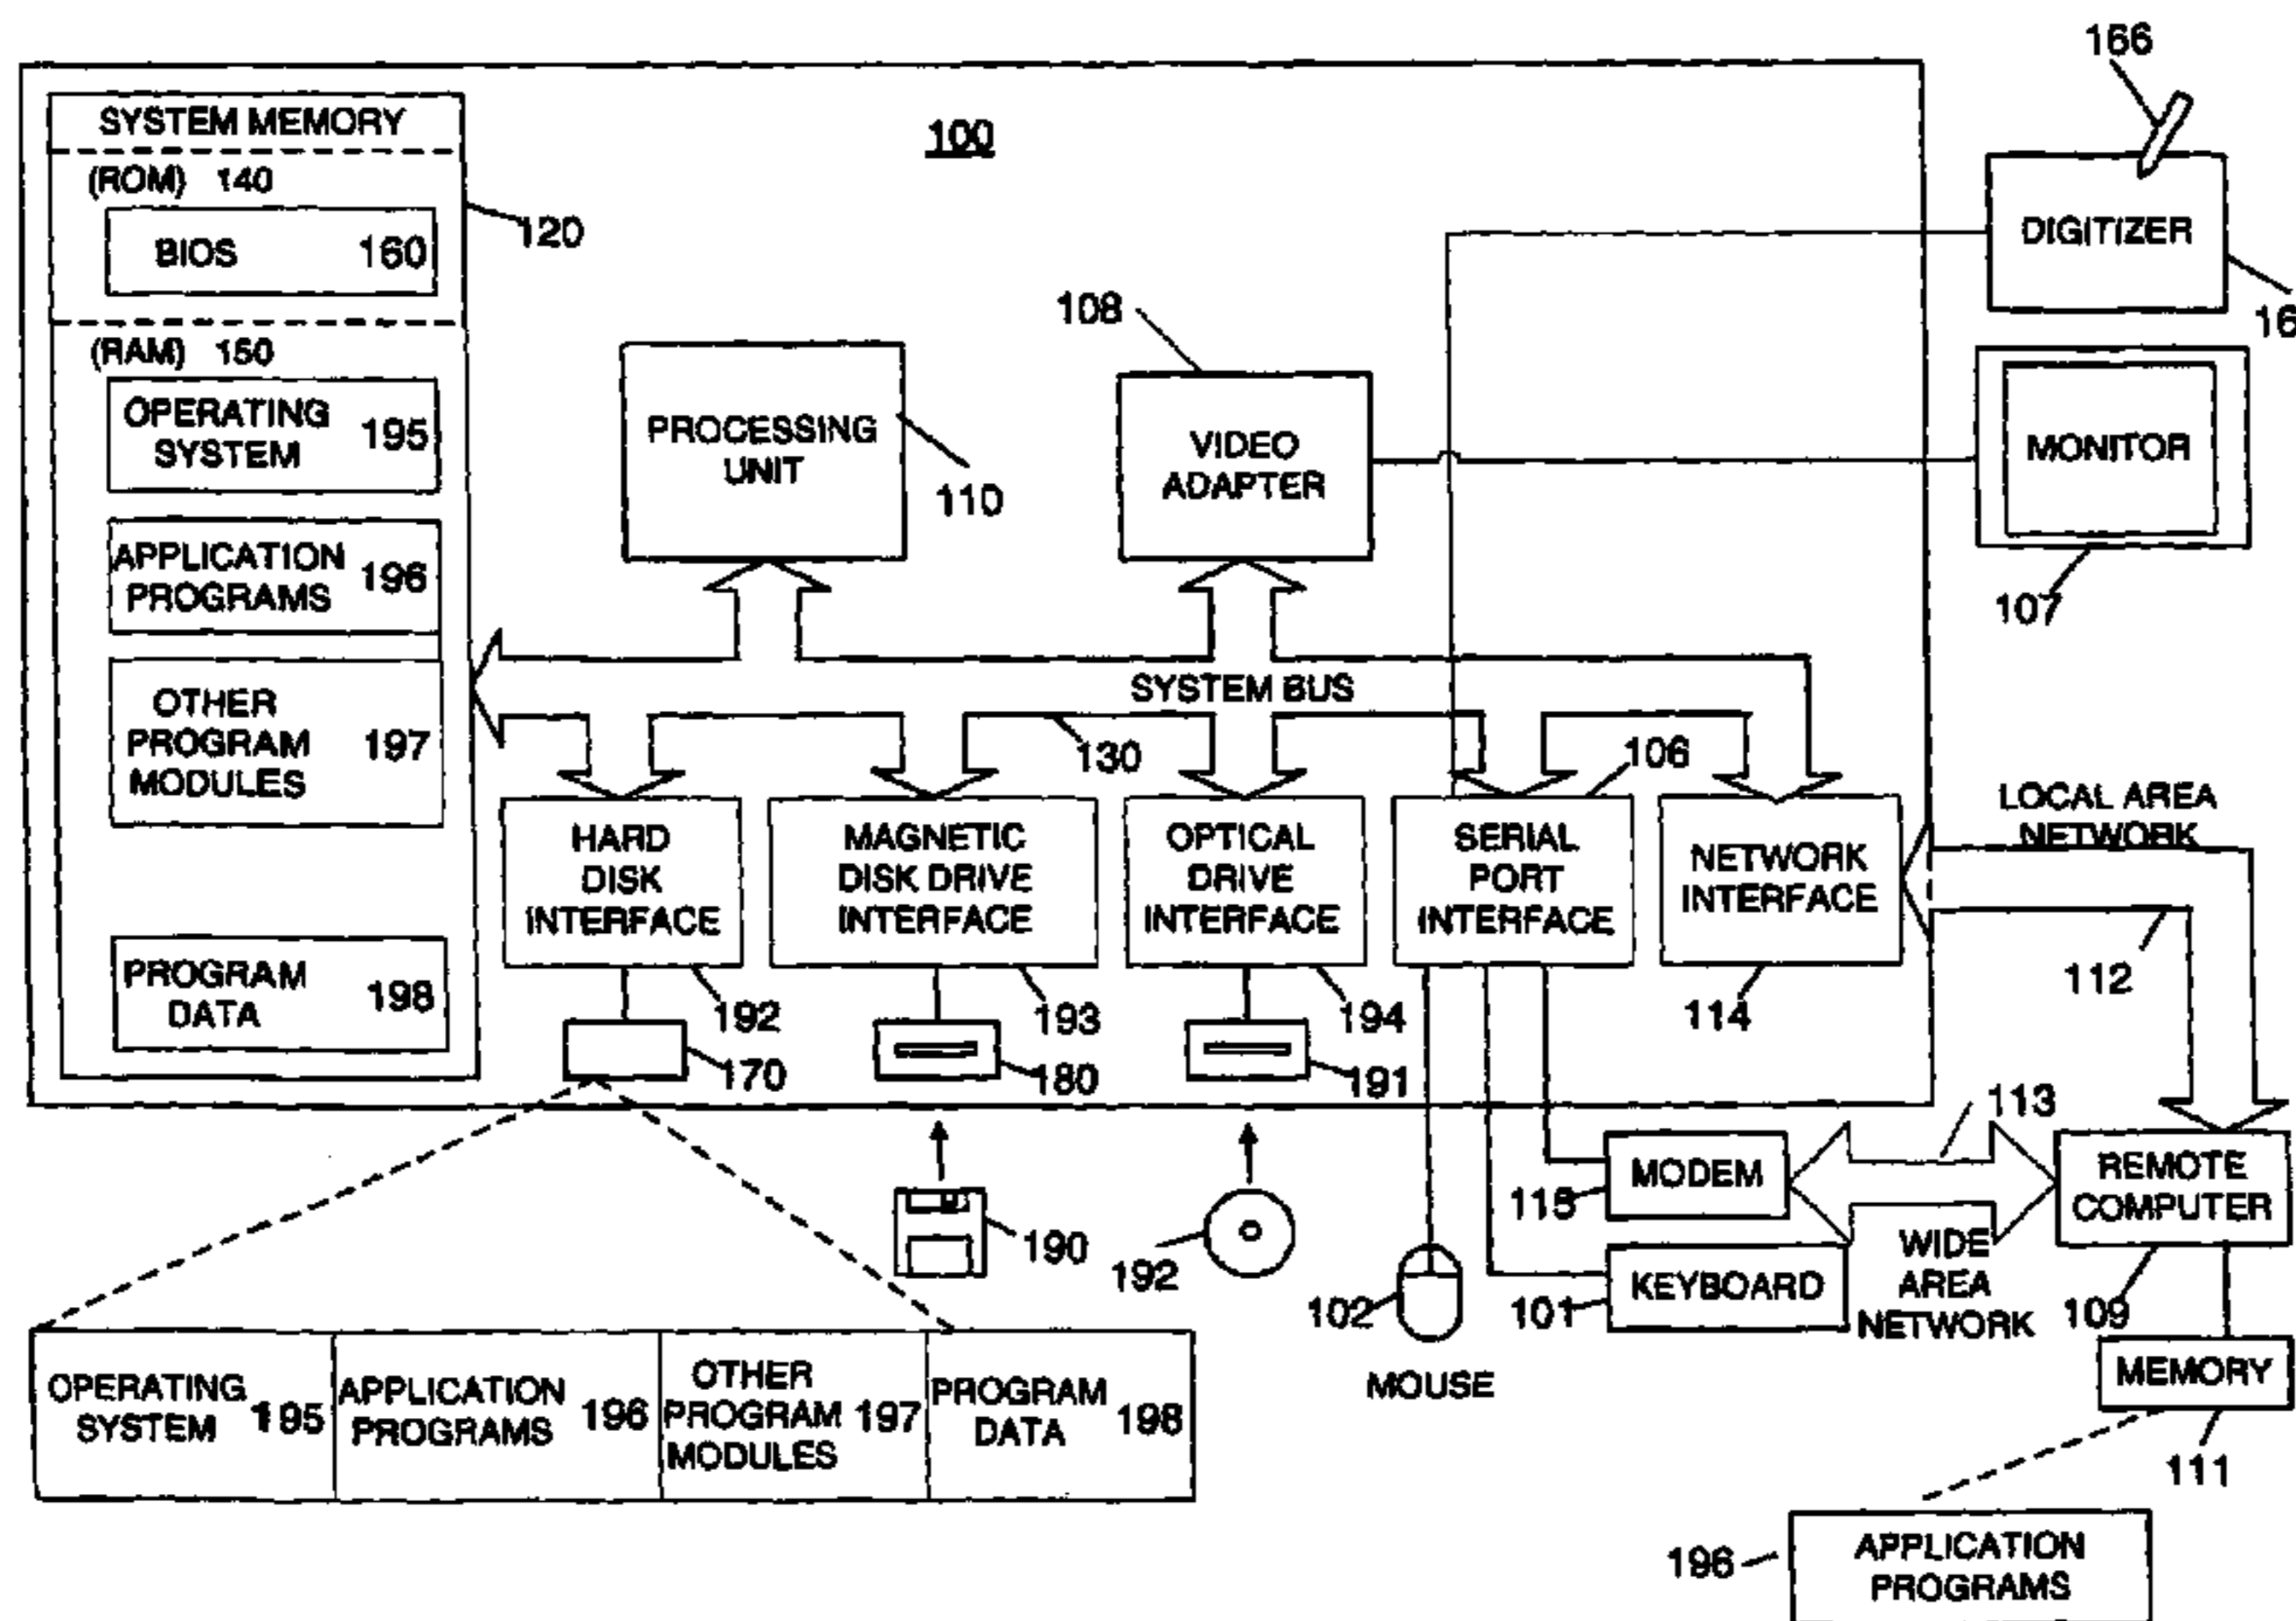 166
SYSTEM MEMORY
100
(ROM) 140
BIOS 160
120
DIGITIZER
16
(RAM) 150
108
OPERATING
SYSTEM 195
PROCESSING
UNIT
110
VIDEO
ADAPTER
MONITOR
107
APPLICATION
PROGRAMS 196
SYSTEM BUS
130
106
OTHER
PROGRAM
MODULES 197
LOCAL AREA
NETWORK
HARD
DISK
INTERFACE
MAGNETIC
DISK DRIVE
INTERFACE
OPTICAL
DRIVE
INTERFACE
SERIAL
PORT
INTERFACE
NETWORK
INTERFACE
112
PROGRAM
DATA 198
192
193
194
114
170
180
191
113
MODEM
115
REMOTE
COMPUTER
190
192
102
MOUSE
KEYBOARD
101
WIDE
AREA
NETWORK
109
MEMORY
111
OPERATING
SYSTEM 195
APPLICATION
PROGRAMS 196
OTHER
PROGRAM
MODULES 197
PROGRAM
DATA 198
196
APPLICATION
PROGRAMS